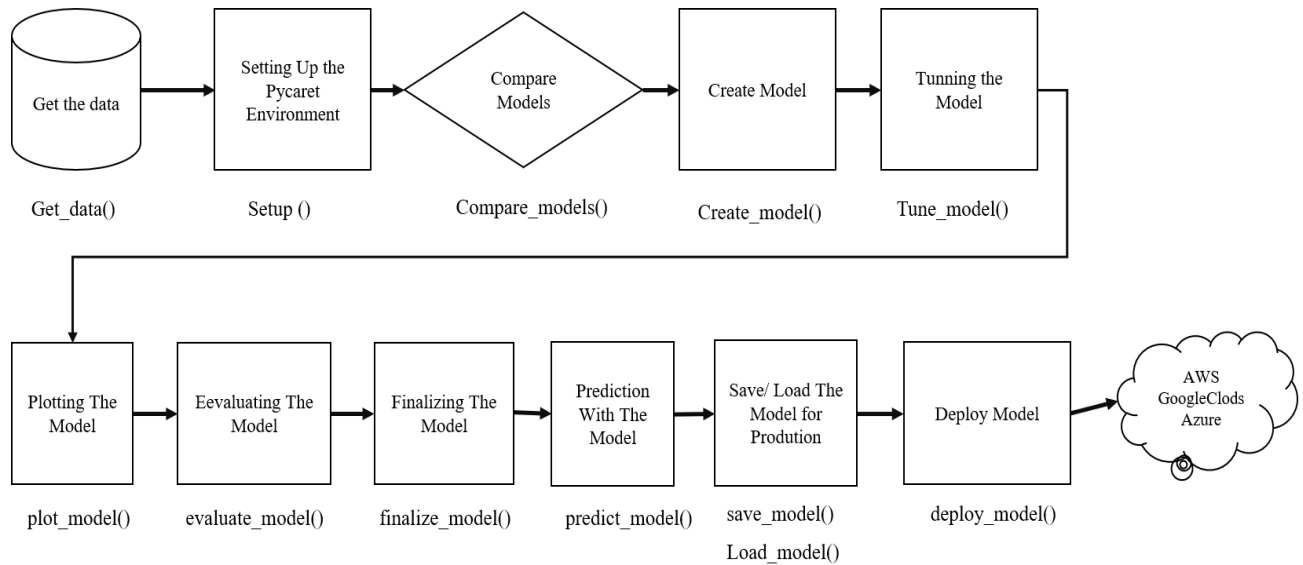 Get the data
Setting Up the
Pycaret
Environment
Compare
Models
Create Model
Tunning the
Model
Get_data()
Setup ()
Compare_models()
Create_model()
Tune_model()
Plotting The
Model
Eevaluating The
Model
Finalizing The
Model
Prediction
With The
Model
Save/ Load The
Model for
Prodution
Deploy Model
AWS
GoogleClods
Azure
plot_model()
evaluate_model()
finalize_model()
predict_model()
save_model()
Load_model()
deploy_model()